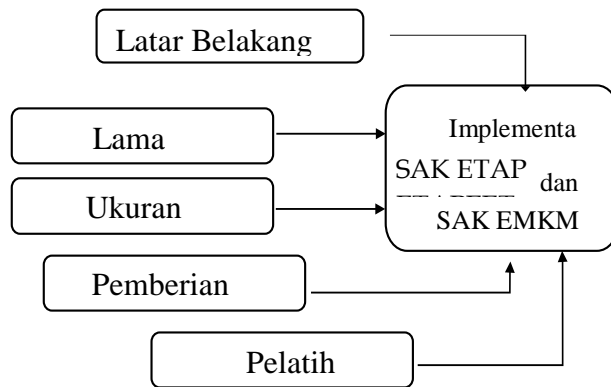 Latar Belakang
Lama
Implementa
SAK ETAP
dan
Ukuran
SAK EMKM
Pemberian
Pelatih